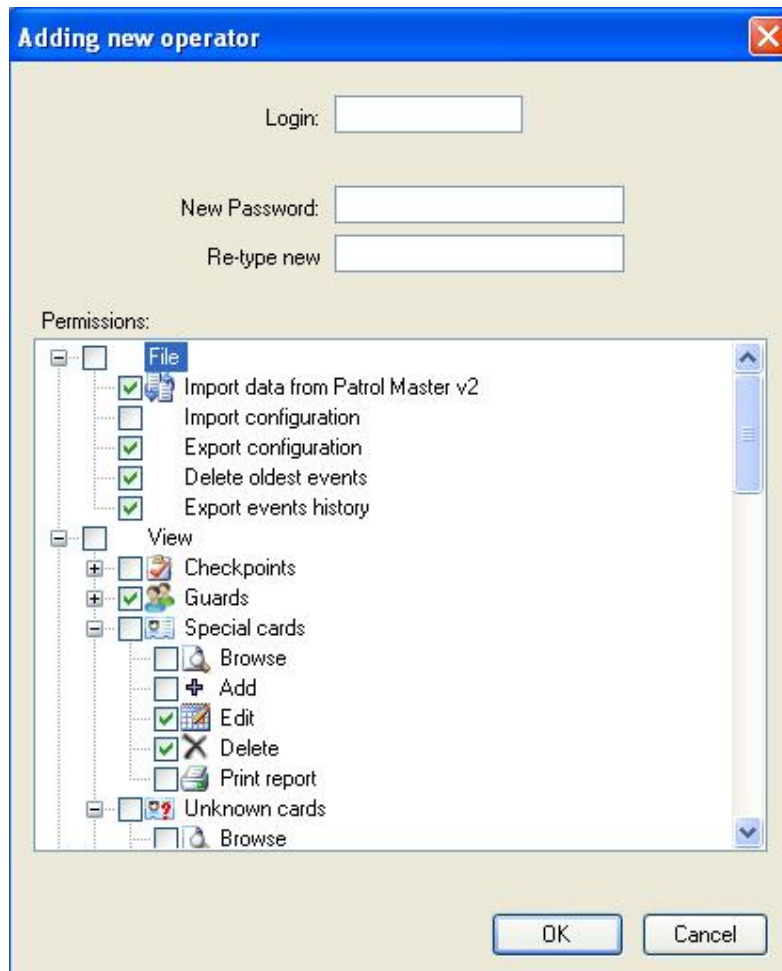 Adding new operator
Login:
New Password:
Re-type new
Permissions:
File
Import data from Patrol Master v2
Import configuration
Export configuration
Delete oldest events
Export events history
View
Checkpoints
Guards
Special cards
Browse
Add
Edit
Delete
Print report
Unknown cards
Browse
OK Cancel